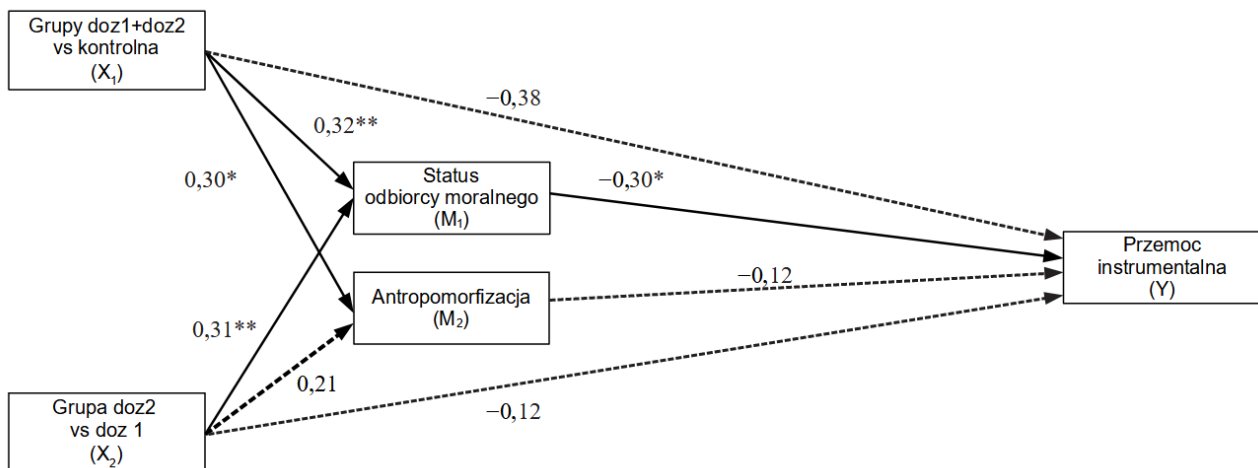 Grupy doz1+doz2
vs kontrolna
(X₁)
−0,38
0,32**
0,30*
Status
odbiorcy moralnego
(M₁)
−0,30*
Przemoc
instrumentalna
(Y)
Antropomorfizacja
(M₂)
−0,12
0,31**
0,21
−0,12
Grupa doz2
vs doz 1
(X₂)